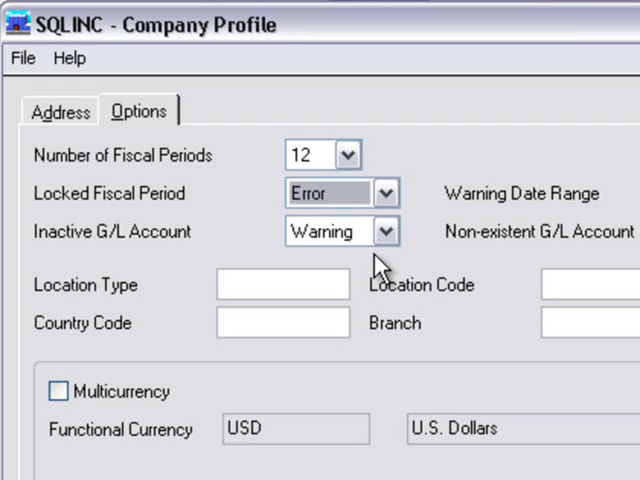 SQLINC - Company Profile
File Help
Address Options
Number of Fiscal Periods 12
Locked Fiscal Period Error Warning Date Range
Inactive G/L Account Warning Non-existent G/L Account
Location Type Location Code
Country Code Branch
Multicurrency
Functional Currency USD U.S. Dollars